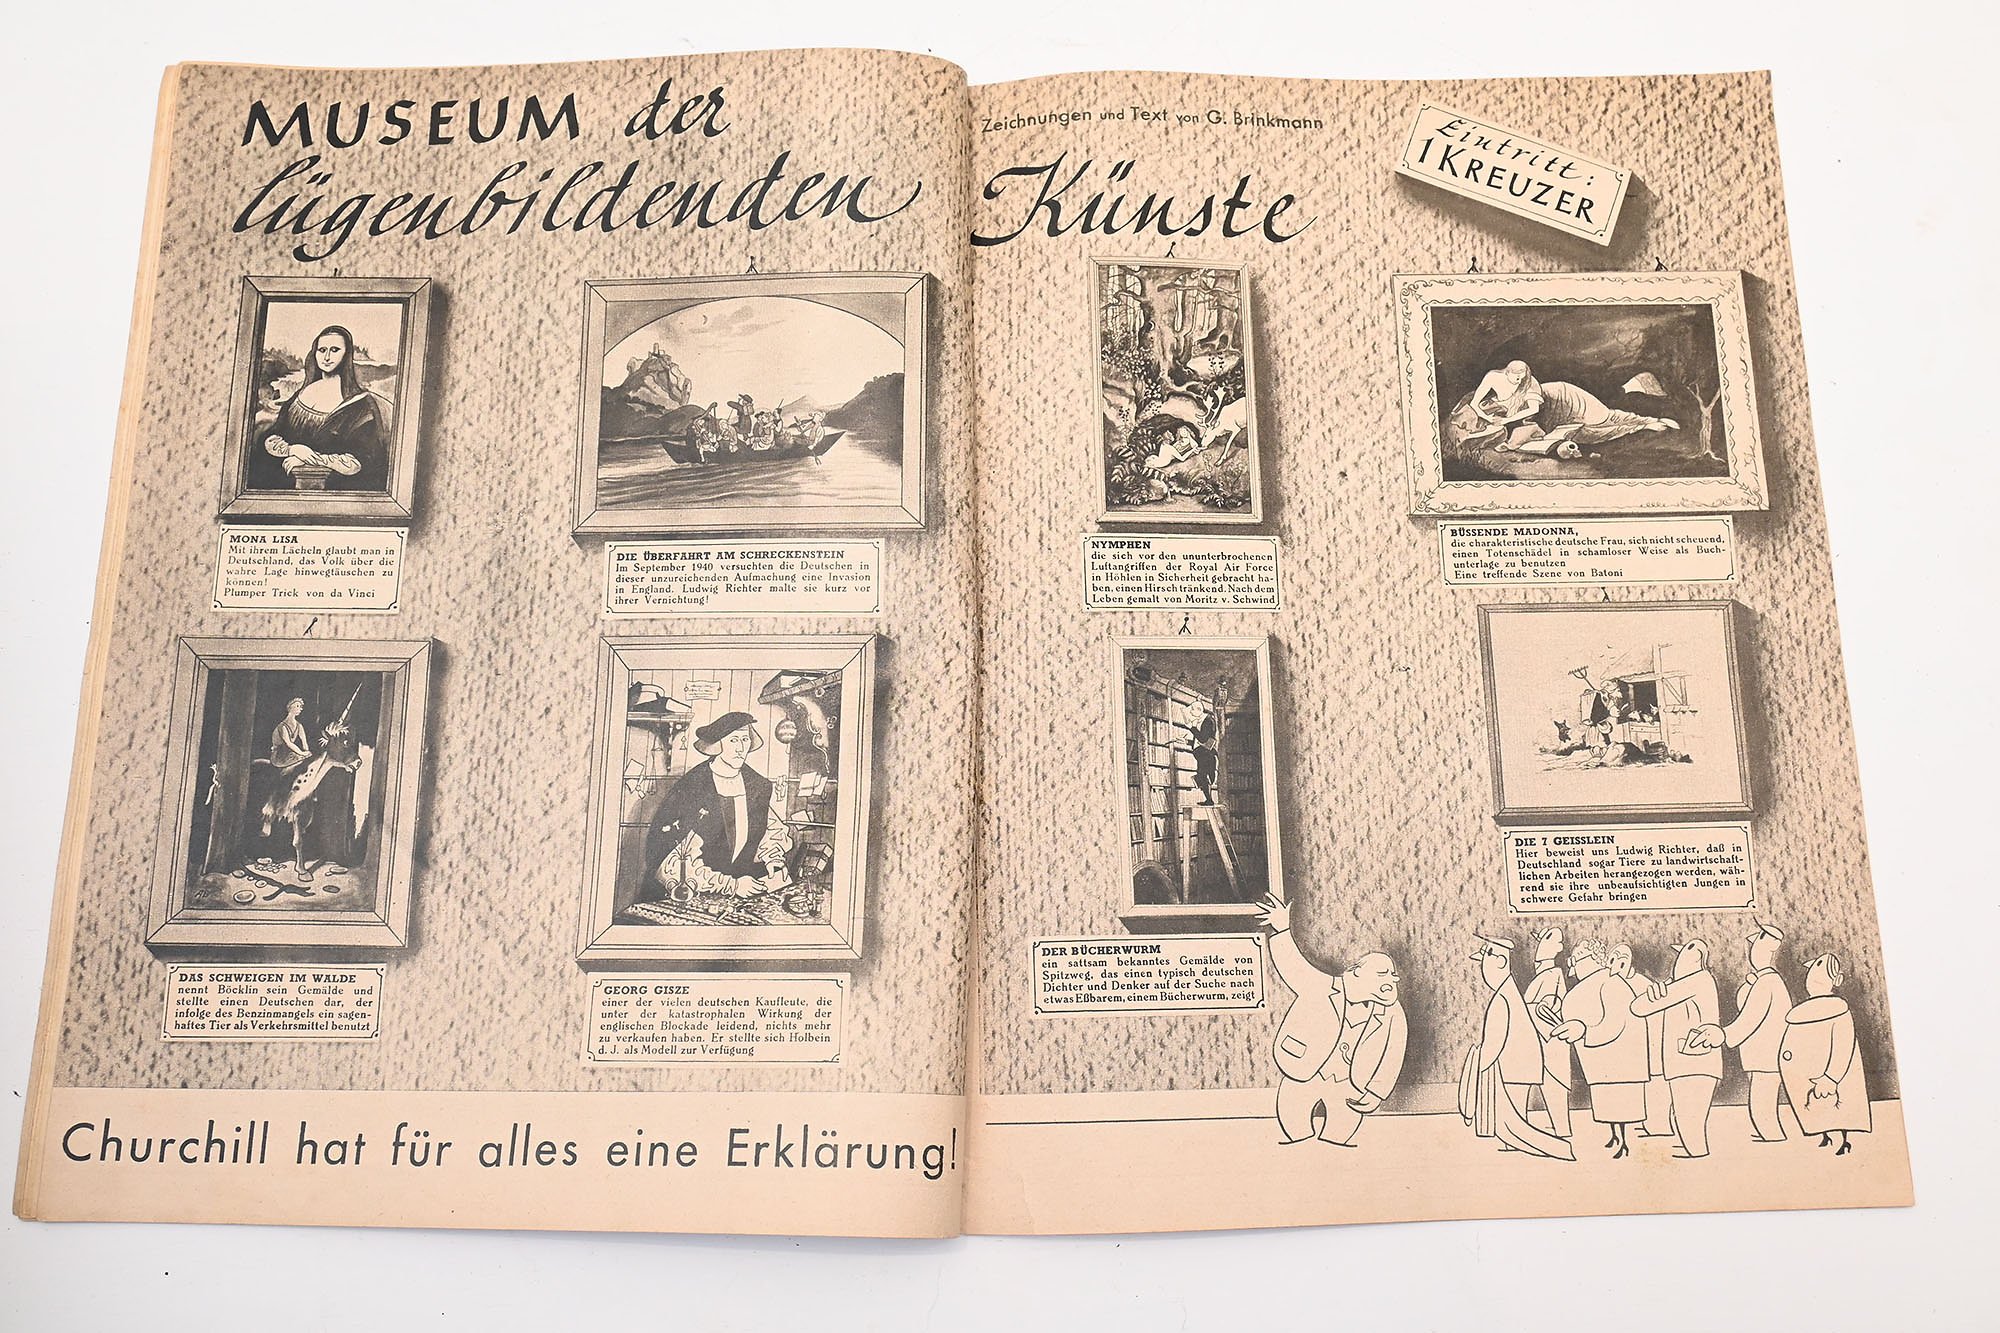 MUSEUM der
lügenbildenden Künste
Zeichnungen und Text von G. Brinkmann
Eintritt:
1 KREUZER
MONA LISA
Mit ihrem Lächeln glaubt man in
Deutschland, das Volk über die
wahre Lage hinwegtäuschen zu
können!
Plumper Trick von da Vinci
DIE ÜBERFAHRT AM SCHRECKENSTEIN
Im September 1940 versuchten die Deutschen in
dieser unzureichenden Aufmachung eine Invasion
in England. Ludwig Richter malte sie kurz vor
ihrer Vernichtung!
NYMPHEN
die sich vor den ununterbrochenen
Luftangriffen der Royal Air Force
in Höhlen in Sicherheit gebracht ha-
ben, einen Hirsch tränkend. Nach dem
Leben gemalt von Moritz v. Schwind
BÜSSENDE MADONNA,
die charakteristische deutsche Frau, sich nicht scheuend,
einen Totenschädel in schamloser Weise als Buch-
unterlage zu benutzen
Eine treffende Szene von Batoni
DAS SCHWEIGEN IM WALDE
nennt Böcklin sein Gemälde und
stellte einen Deutschen dar, der
infolge des Benzinmangels ein sagen-
haftes Tier als Verkehrsmittel benutzt
GEORG GISZE
einer der vielen deutschen Kaufleute, die
unter der katastrophalen Wirkung der
englischen Blockade leidend, nichts mehr
zu verkaufen haben. Er stellte sich Holbein
d. J. als Modell zur Verfügung
DER BÜCHERWURM
ein sattsam bekanntes Gemälde von
Spitzweg, das einen typisch deutschen
Dichter und Denker auf der Suche nach
etwas Eßbarem, einem Bücherwurm, zeigt
DIE 7 GEISSLEIN
Hier beweist uns Ludwig Richter, daß in
Deutschland sogar Tiere zu landwirtschaft-
lichen Arbeiten herangezogen werden, wäh-
rend sie ihre unbeaufsichtigten Jungen in
schwere Gefahr bringen
Churchill hat für alles eine Erklärung!